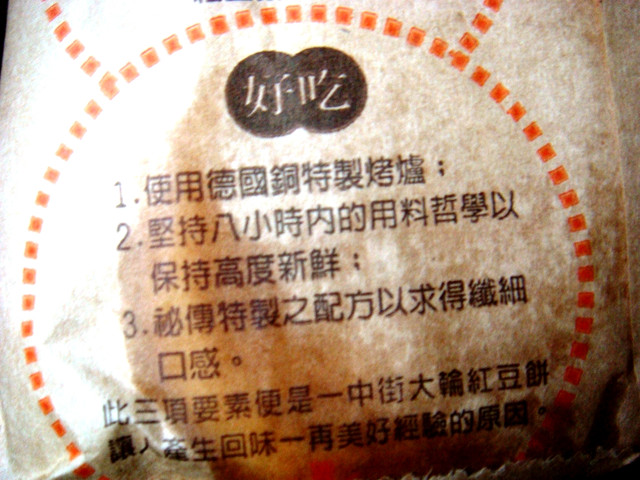 好吃
1.使用德國銅特製烤爐；
2.堅持八小時內的用料哲學以
保持高度新鮮；
3.祕傳特製之配方以求得纖細
口感。
此三項要素便是一中街大輪紅豆餅
讓人產生回味一再美好經驗的原因。